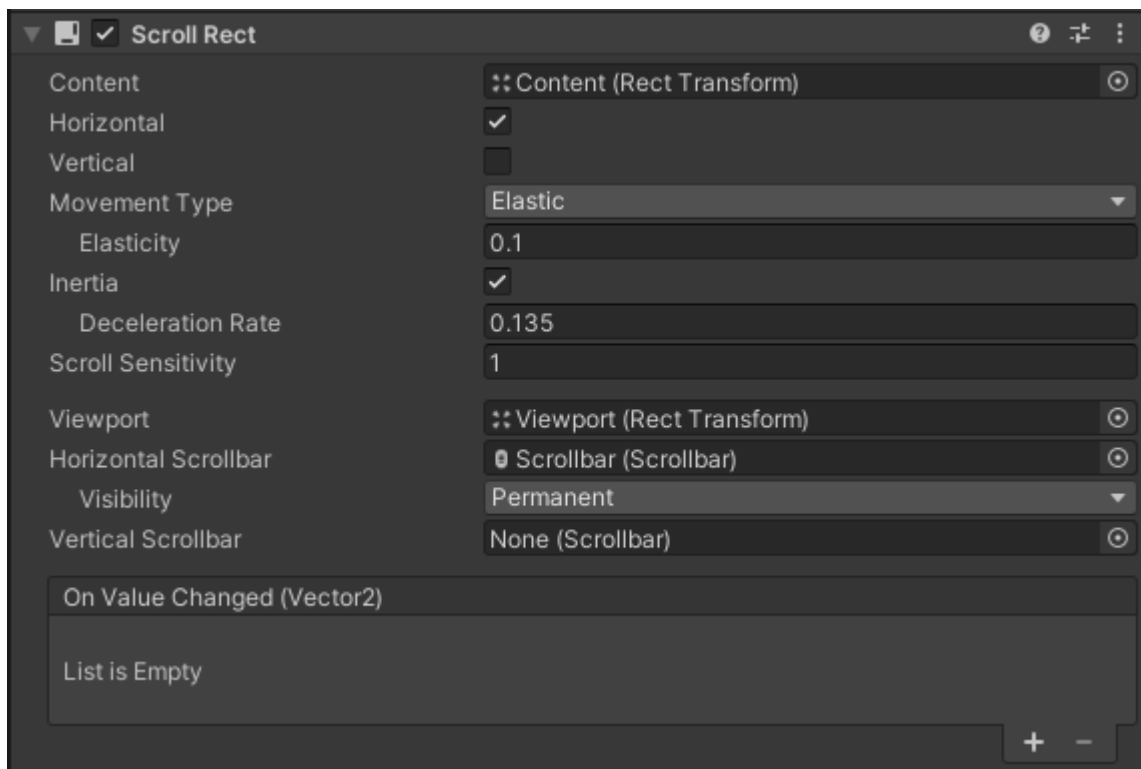 Scroll Rect
Content Content (Rect Transform)
Horizontal
Vertical
Movement Type Elastic
Elasticity 0.1
Inertia
Deceleration Rate 0.135
Scroll Sensitivity 1
Viewport Viewport (Rect Transform)
Horizontal Scrollbar Scrollbar (Scrollbar)
Visibility Permanent
Vertical Scrollbar None (Scrollbar)
On Value Changed (Vector2)
List is Empty